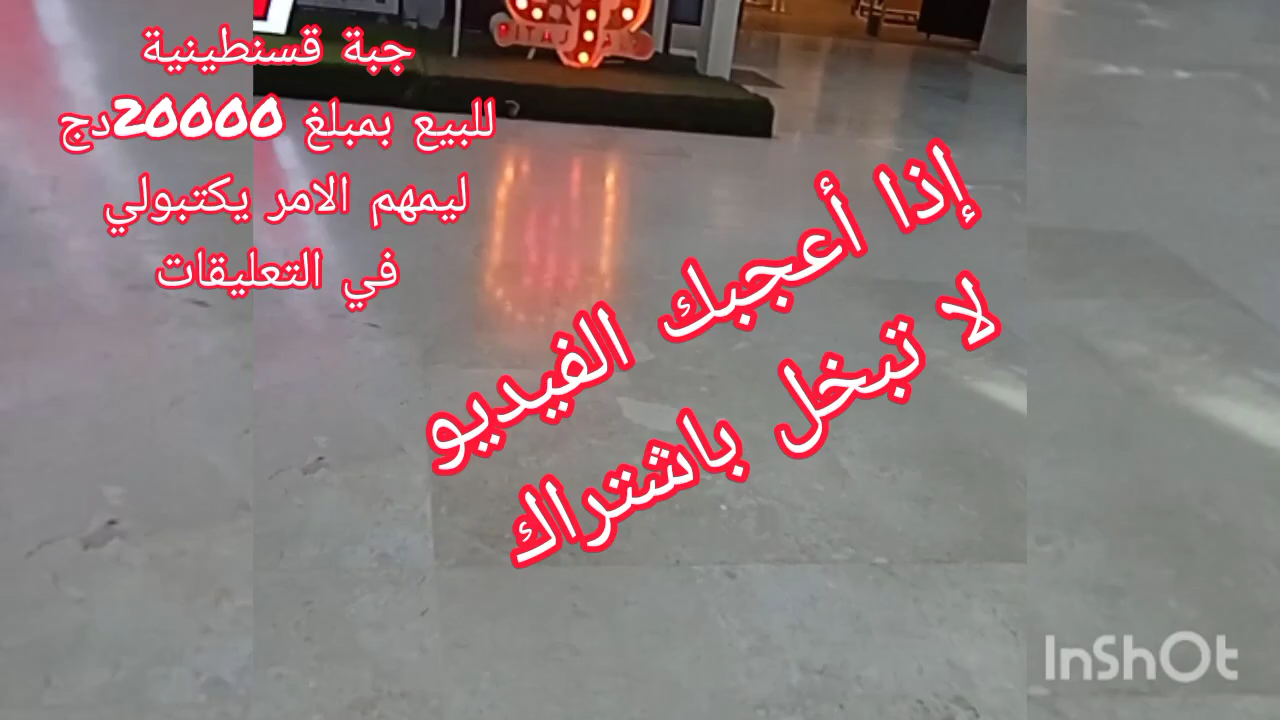 جبة قسنطينية
للبيع بمبلغ 20000دج
ليمهم الامر يكتبولي
في التعليقات
إذا أعجبك الفيديو
لا تبخل باشتراك
InShOt